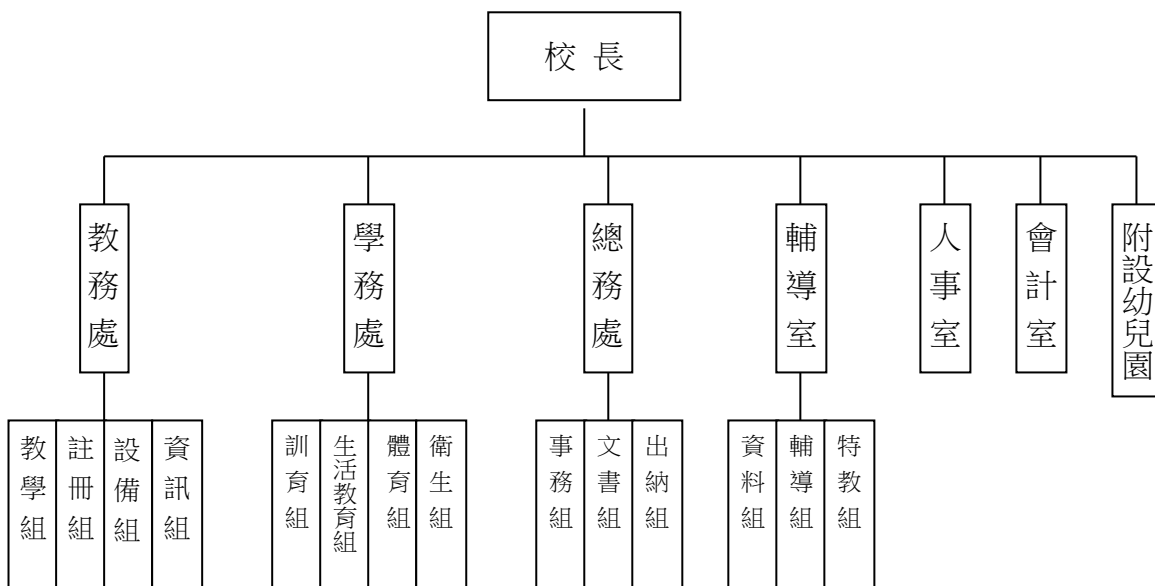 校長
教務處
學務處
總務處
輔導室
人事室
會計室
附設幼兒園
教學組
註冊組
設備組
資訊組
訓育組
生活教育組
體育組
衛生組
事務組
文書組
出納組
資料組
輔導組
特教組